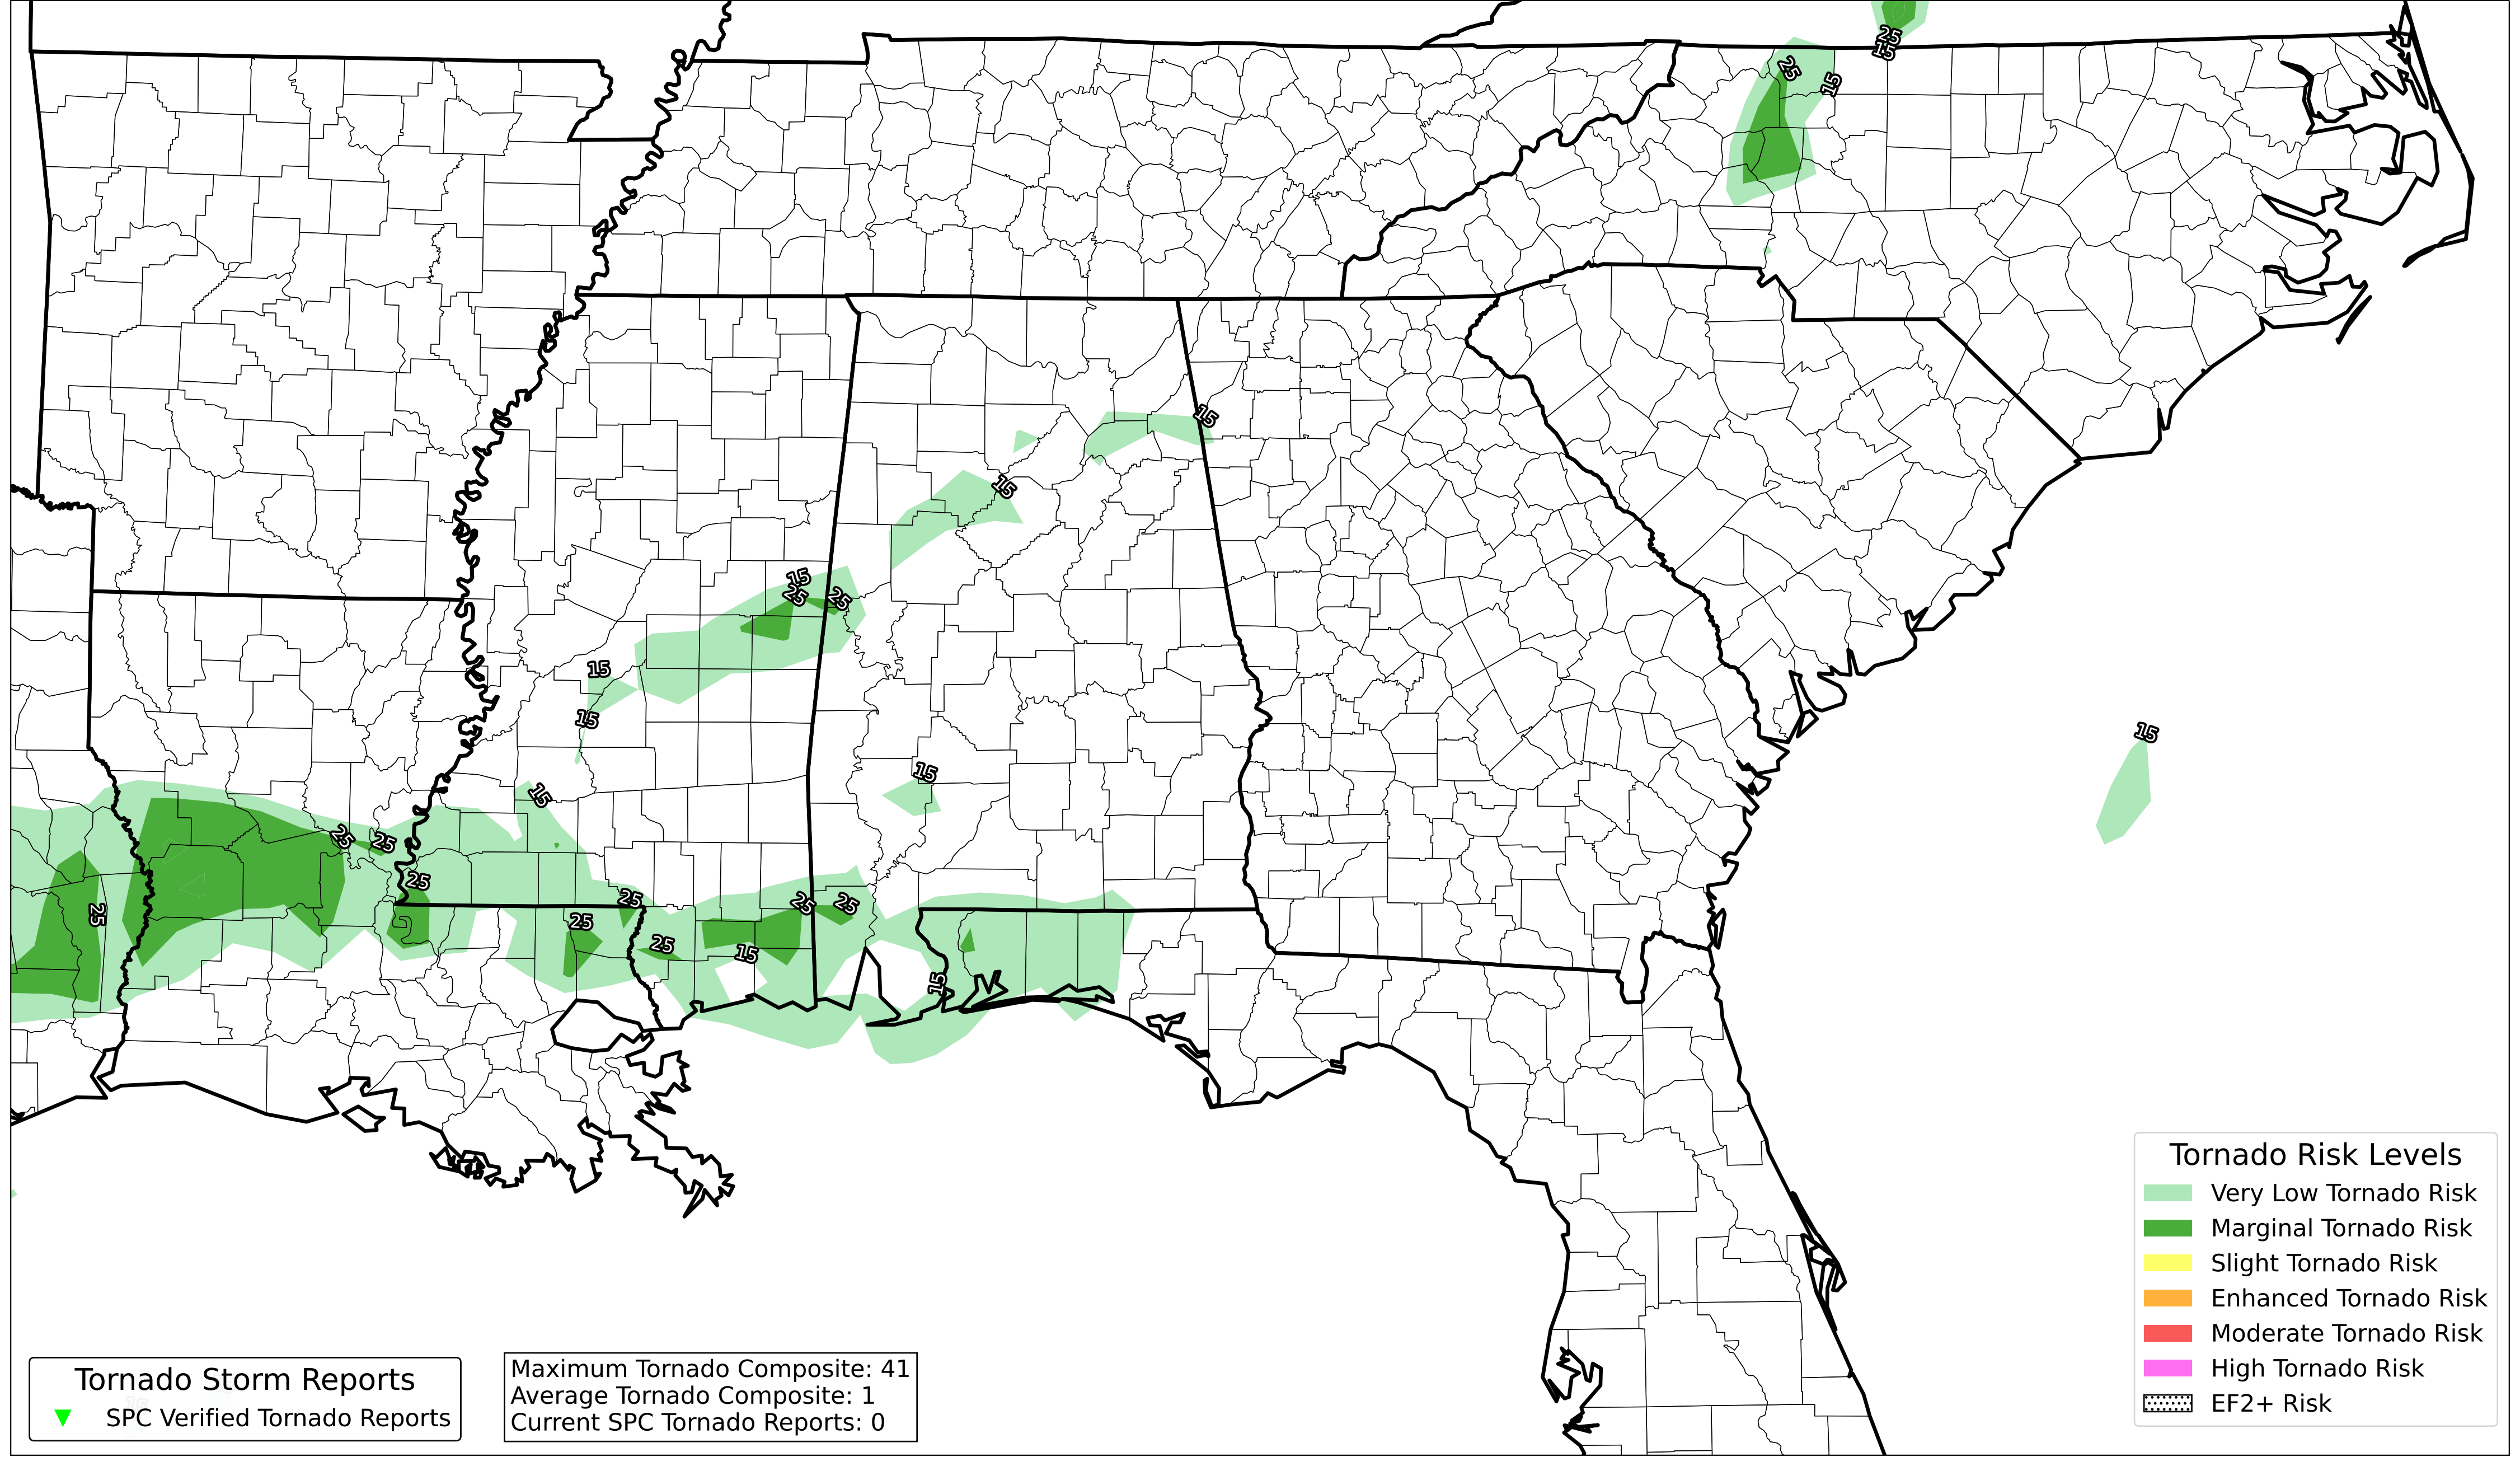 25
15
25
15
15
15
15
25
25
15
15
15
15
15
25
25
25
25
25
25
25
25
25
15
15
Tornado Risk Levels
Very Low Tornado Risk
Marginal Tornado Risk
Slight Tornado Risk
Enhanced Tornado Risk
Moderate Tornado Risk
High Tornado Risk
EF2+ Risk
Tornado Storm Reports
SPC Verified Tornado Reports
Maximum Tornado Composite: 41
Average Tornado Composite: 1
Current SPC Tornado Reports: 0